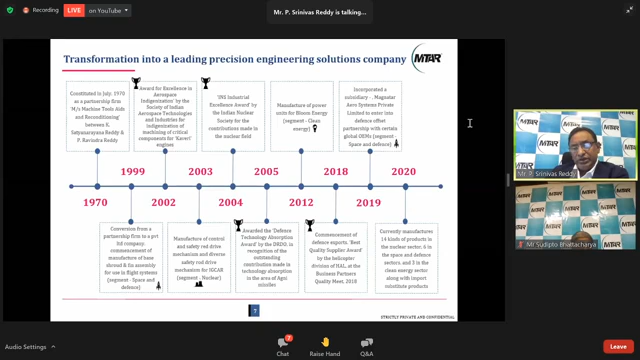 Recording
LIVE
on YouTube
Mr. P. Srinivas Reddy is talking...
Transformation into a leading precision engineering solutions company
MTAR
Constituted in July, 1970
as a partnership firm
'M/s Machine Tools Aids
and Reconditioning'
between K.
Satyanarayana Reddy &
P. Ravindra Reddy
Award for Excellence in
Aerospace
Indigenization' by the
Society of Indian
Aerospace Technologies
and Industries for
indigenization of
machining of critical
components for 'Kaveri'
engines
'INS Industrial
Excellence Award' by
the Indian Nuclear
Society for the
contributions made in
the nuclear field
Manufacture of power
units for Bloom Energy
(segment - Clean
energy)
Incorporated a
subsidiary - Magnatar
Aero Systems Private
Limited to enter into
defence offset
partnership with certain
global OEMs (segment -
Space and defence)
1999
2003
2005
2018
2020
1970
2002
2004
2012
2019
Conversion from a
partnership firm to a pvt
ltd company,
commencement of
manufacture of base
shroud & fin assembly
for use in flight systems
(segment - Space and
defence)
Manufacture of control
and safety rod drive
mechanism and diverse
safety rod drive
mechanism for IGCAR
(segment - Nuclear)
Awarded the 'Defence
Technology Absorption
Award' by the DRDO, in
recognition of the
outstanding
contribution made in
technology absorption
in the area of Agni
missiles
Commencement of
defence exports. 'Best
Quality Supplier Award'
by the helicopter
division of HAL, at the
Business Partners
Quality Meet, 2018
Currently manufactures
14 kinds of products in
the nuclear sector, 6 in
the space and defence
sectors, and 3 in the
clean energy sector
along with import
substitute products
7
STRICTLY PRIVATE AND CONFIDENTIAL
MTAR
Mr. P. Srinivas Reddy
MTAR
Mr Sudipto Bhattacharya
Audio Settings
7
Chat
Raise Hand
Q&A
Leave